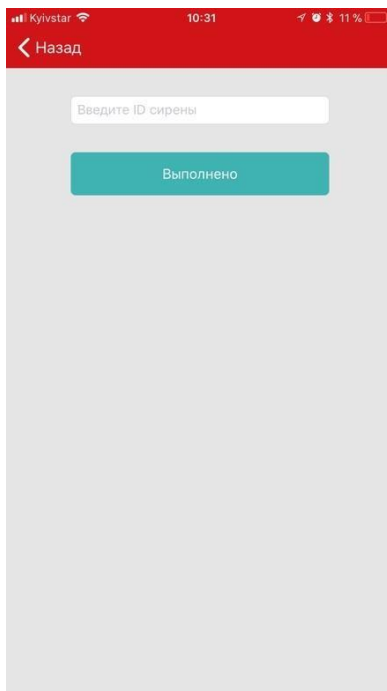 Kyivstar 10:31 11 %
Назад
Введите ID сирены
Выполнено